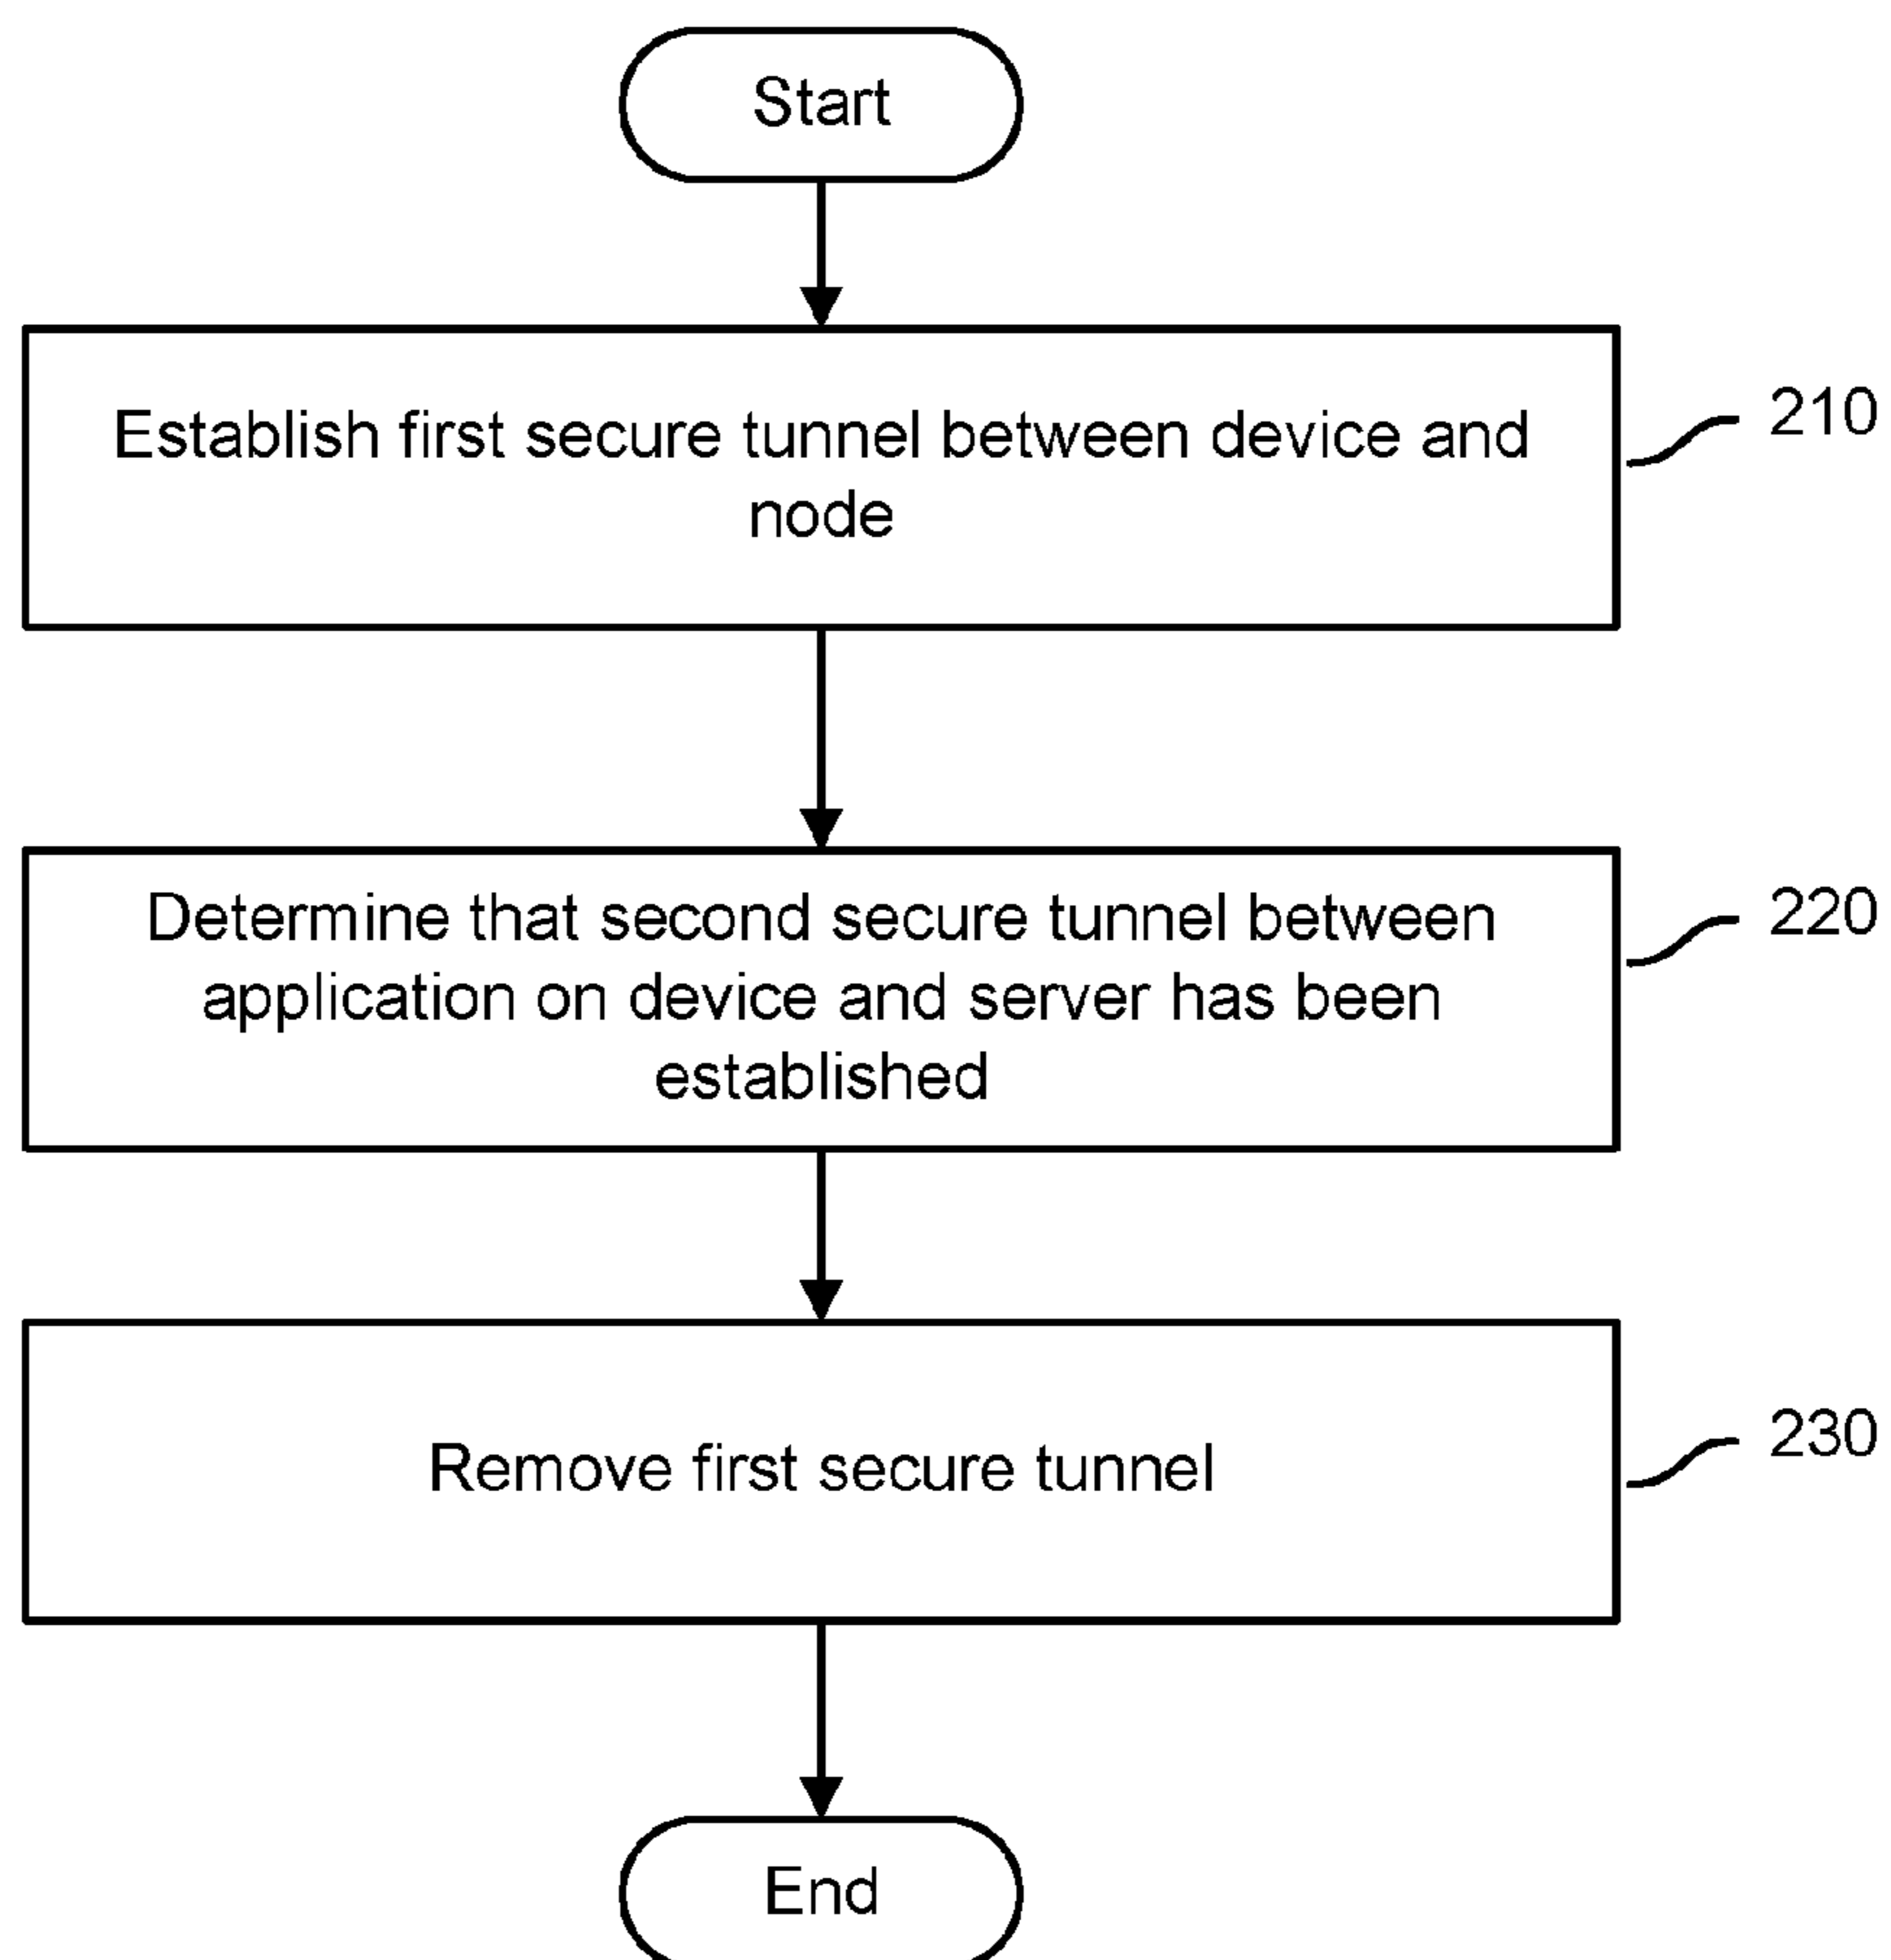 Start
Establish first secure tunnel between device and
node
210
Determine that second secure tunnel between
application on device and server has been
established
220
Remove first secure tunnel
230
End